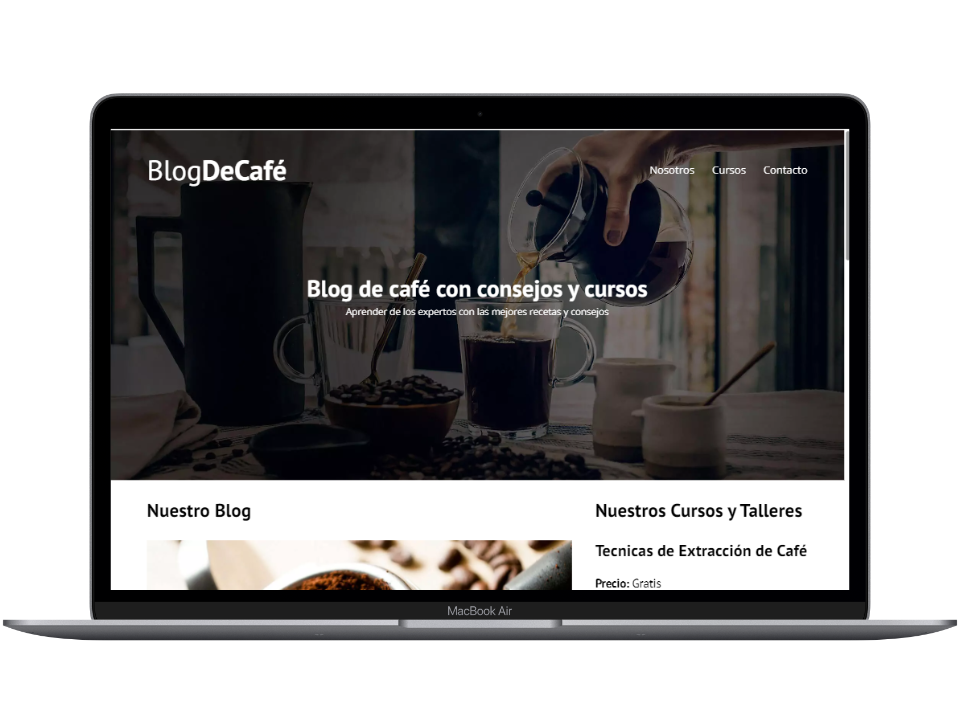 BlogDeCafé
Nosotros Cursos Contacto
Blog de café con consejos y cursos
Aprender de los expertos con las mejores recetas y consejos
Nuestro Blog
Nuestros Cursos y Talleres
Tecnicas de Extracción de Café
Precio: Gratis
MacBook Air